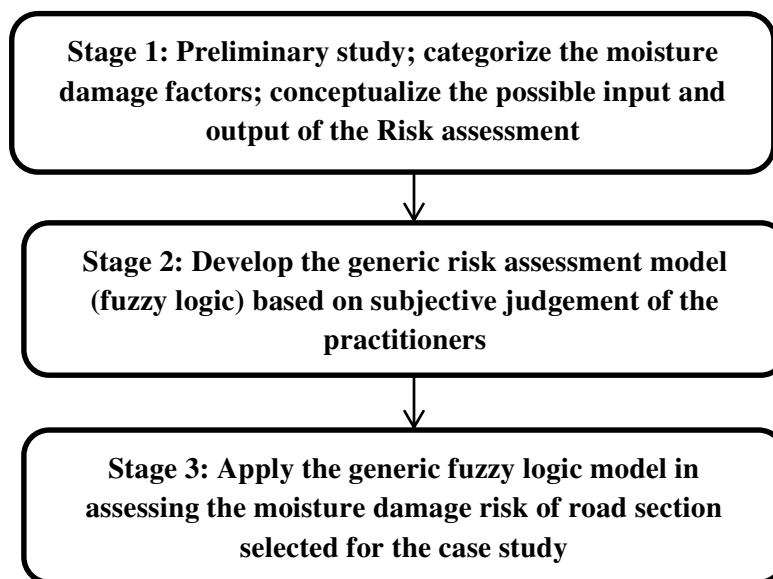 Stage 1: Preliminary study; categorize the moisture
damage factors; conceptualize the possible input and
output of the Risk assessment
Stage 2: Develop the generic risk assessment model
(fuzzy logic) based on subjective judgement of the
practitioners
Stage 3: Apply the generic fuzzy logic model in
assessing the moisture damage risk of road section
selected for the case study